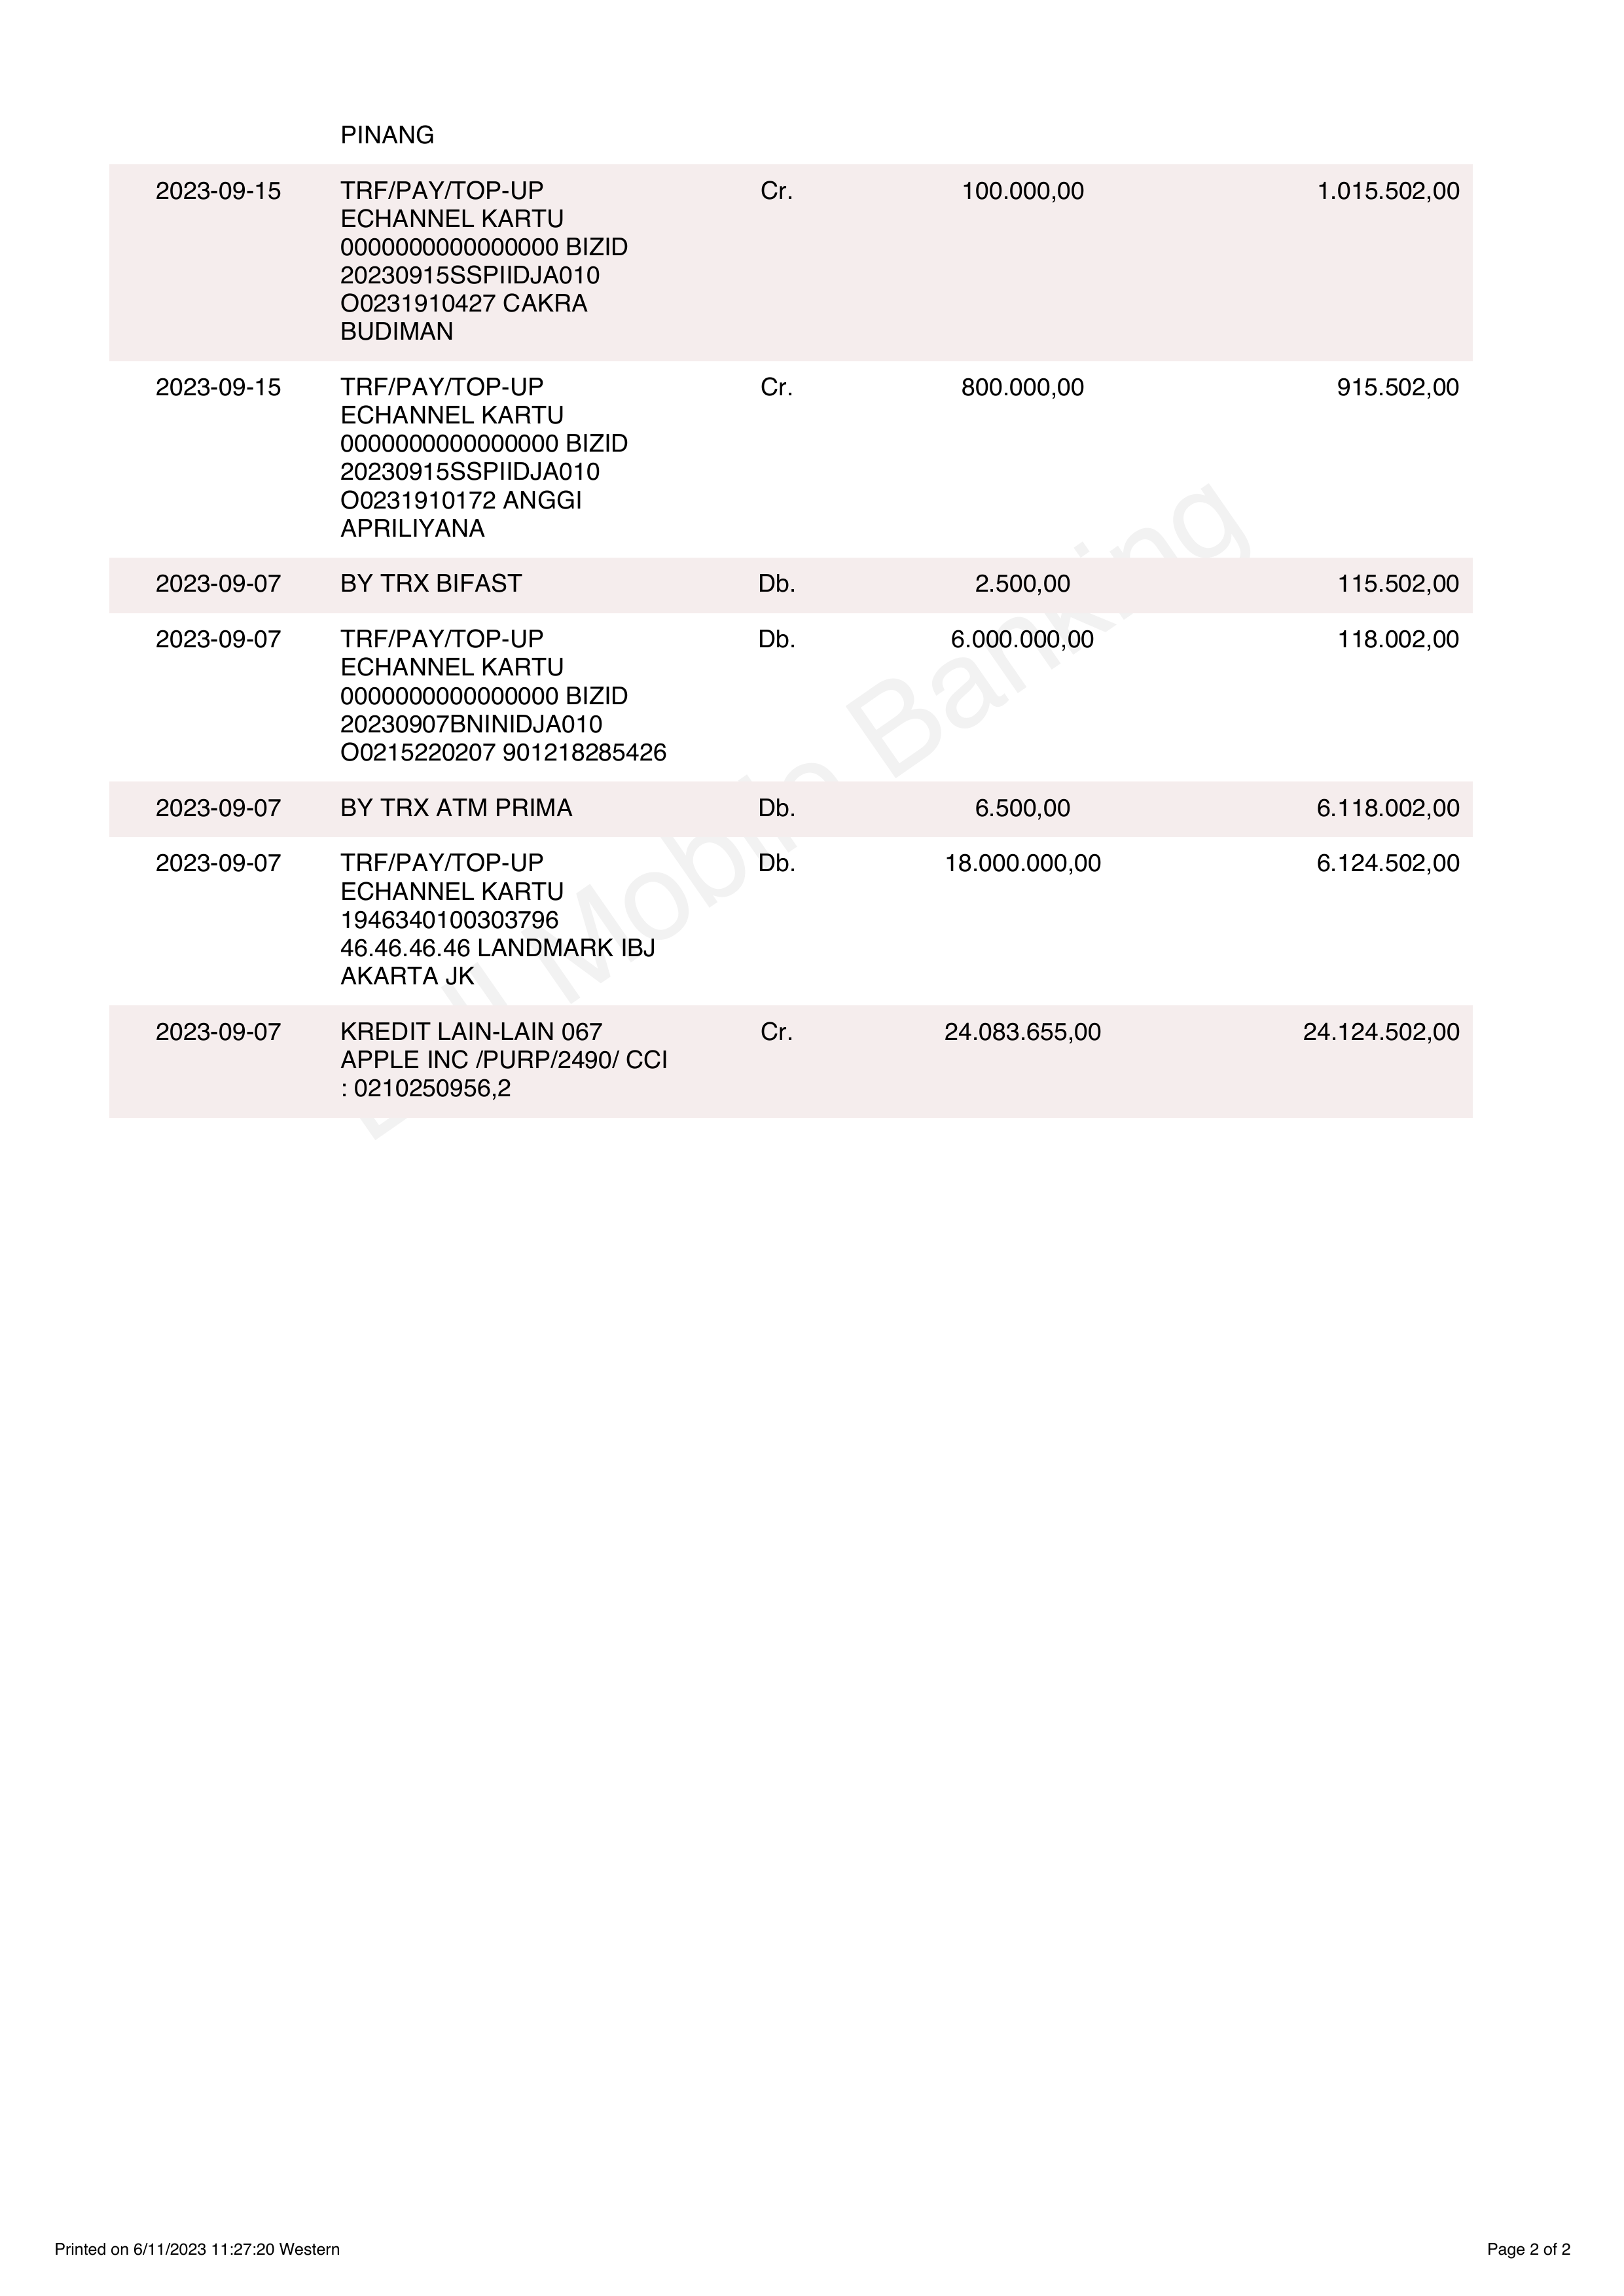 PINANG
2023-09-15 TRF/PAY/TOP-UP Cr. 100.000,00 1.015.502,00
ECHANNEL KARTU
0000000000000000 BIZID
20230915SSPIIDJA010
O0231910427 CAKRA
BUDIMAN
2023-09-15 TRF/PAY/TOP-UP Cr. 800.000,00 915.502,00
ECHANNEL KARTU
0000000000000000 BIZID
20230915SSPIIDJA010
O0231910172 ANGGI
APRILIYANA
2023-09-07 BY TRX BIFAST Db. 2.500,00 115.502,00
2023-09-07 TRF/PAY/TOP-UP Db. 6.000.000,00 118.002,00
ECHANNEL KARTU
0000000000000000 BIZID
20230907BNINIDJA010
O0215220207 901218285426
2023-09-07 BY TRX ATM PRIMA Db. 6.500,00 6.118.002,00
2023-09-07 TRF/PAY/TOP-UP Db. 18.000.000,00 6.124.502,00
ECHANNEL KARTU
1946340100303796
46.46.46.46 LANDMARK IBJ
AKARTA JK
2023-09-07 KREDIT LAIN-LAIN 067 Cr. 24.083.655,00 24.124.502,00
APPLE INC /PURP/2490/ CCI
: 0210250956,2
Mobile Banking
Printed on 6/11/2023 11:27:20 Western Page 2 of 2